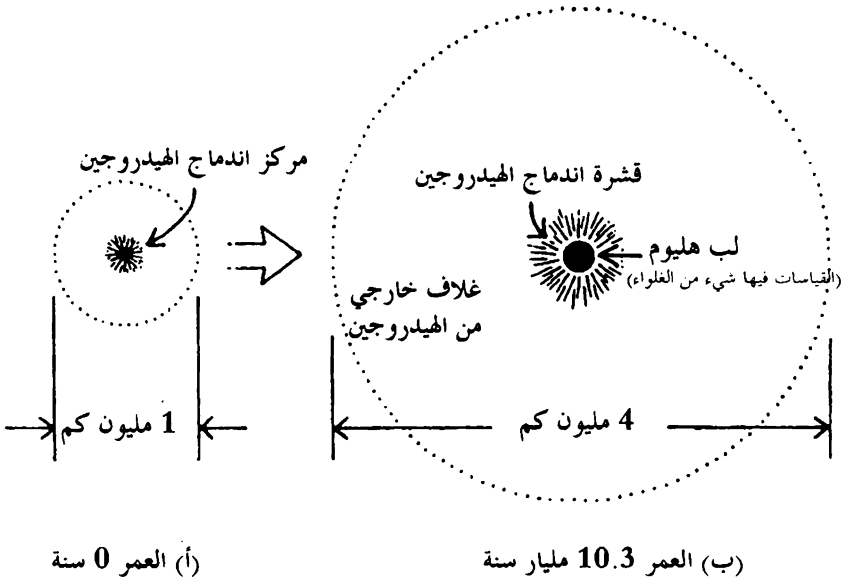 مركز اندماج الهيدروجين
قشرة اندماج الهيدروجين
لب هليوم
(القياسات فيها شيء من الغلواء)
غلاف خارجي
من الهيدروجين
1 مليون كم
4 مليون كم
(أ) العمر 0 سنة
(ب) العمر 10.3 مليار سنة